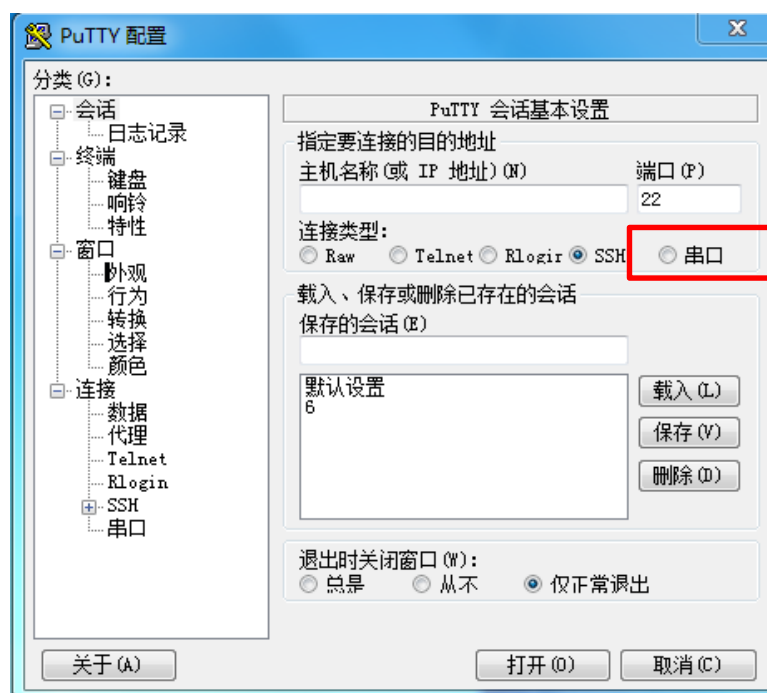 PuTTY 配置
分类(G):
会话
日志记录
终端
键盘
响铃
特性
窗口
外观
行为
转换
选择
颜色
连接
数据
代理
Telnet
Rlogin
SSH
串口
PuTTY 会话基本设置
指定要连接的目的地址
主机名称(或 IP 地址)(N) 端口(P)
22
连接类型:
Raw Telnet Rlogir SSH 串口
载入、保存或删除已存在的会话
保存的会话(E)
默认设置
6
载入(L)
保存(V)
删除(D)
退出时关闭窗口(W):
总是 从不 仅正常退出
关于(A) 打开(O) 取消(C)